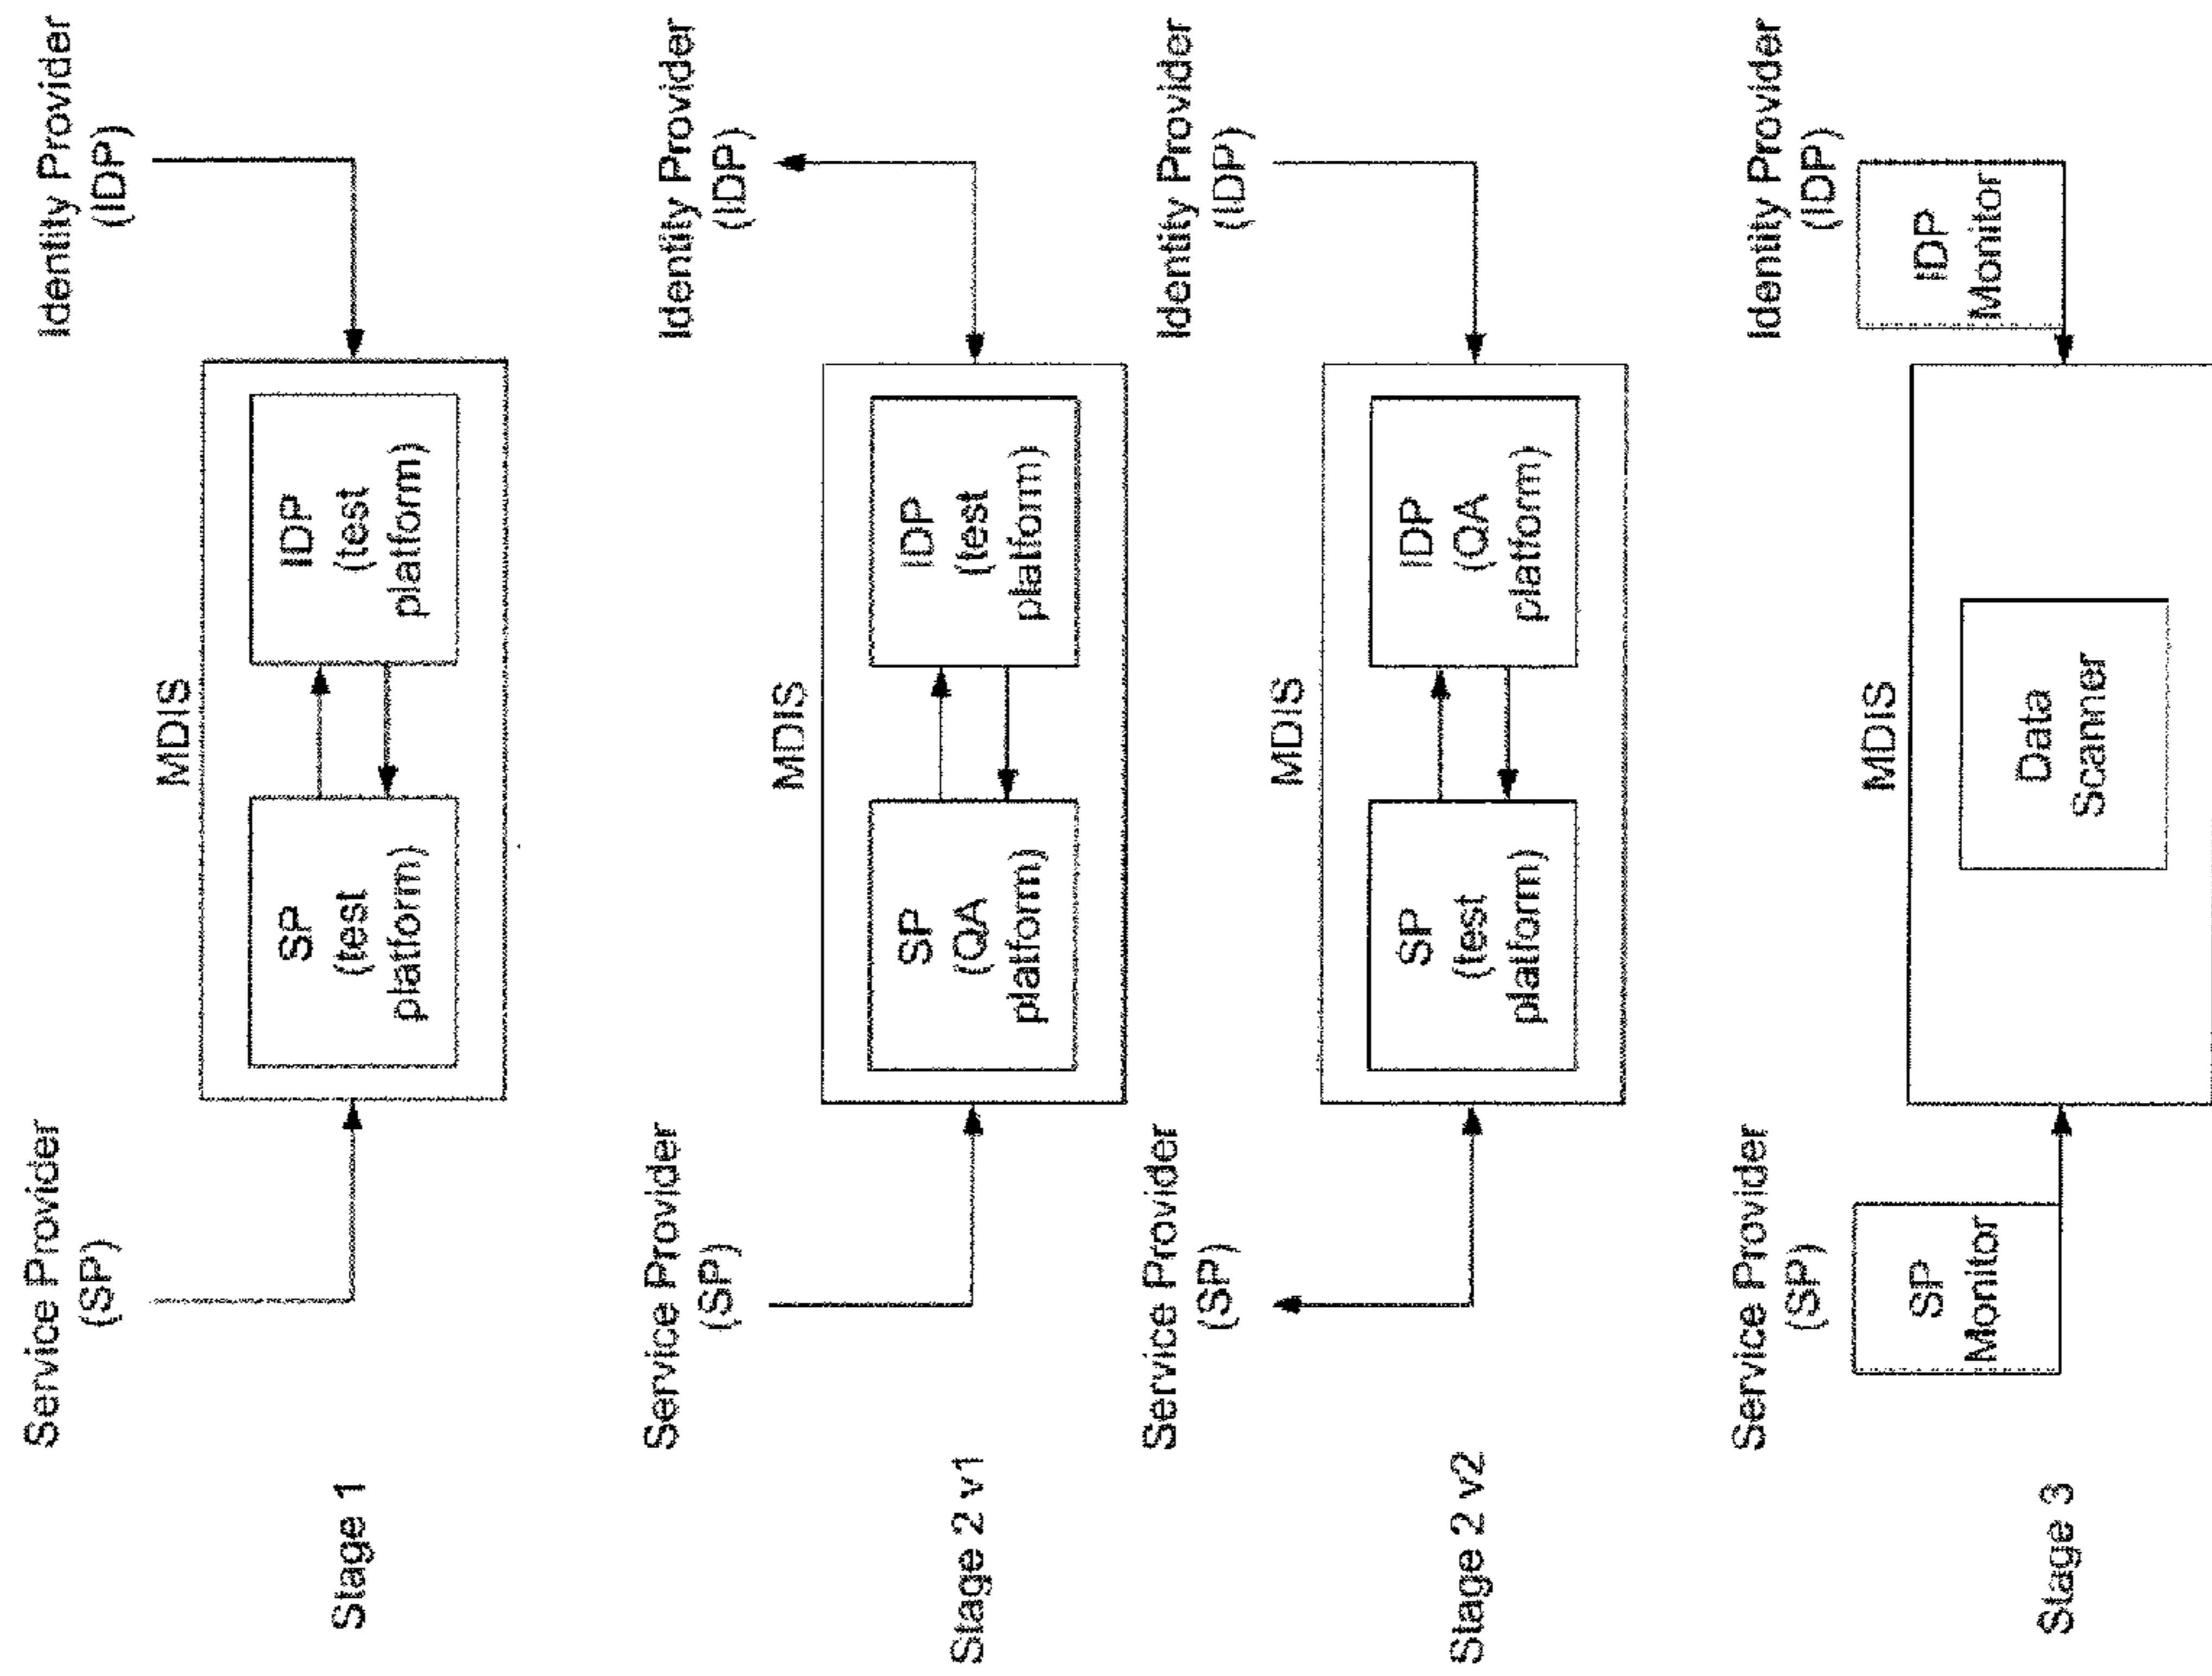 Service Provider
(SP)
MDIS
Identity Provider
(IDP)
Stage 1
SP
(test
platform)
IDP
(test
platform)
Service Provider
(SP)
MDIS
Identity Provider
(IDP)
Stage 2 v1
SP
(QA
platform)
IDP
(test
platform)
Service Provider
(SP)
MDIS
Identity Provider
(IDP)
Stage 2 v2
SP
(test
platform)
IDP
(QA
platform)
Service Provider
(SP)
MDIS
Identity Provider
(IDP)
Stage 3
SP
Monitor
Data
Scanner
IDP
Monitor